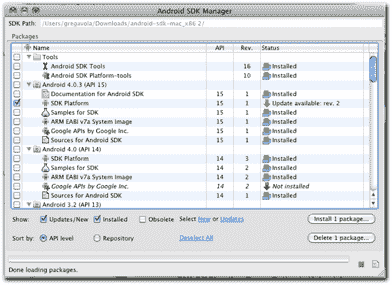 Android SDK Manager
SDK Path: /Users/gregavola/Downloads/android-sdk-mac_x86 2/
Packages
Name API Rev. Status
Tools
Android SDK Tools 16 Installed
Android SDK Platform-tools 10 Installed
Android 4.0.3 (API 15)
Documentation for Android SDK 15 1 Installed
SDK Platform 15 1 Update available: rev. 2
Samples for SDK 15 1 Installed
ARM EABI v7a System Image 15 1 Installed
Google APIs by Google Inc. 15 1 Installed
Sources for Android SDK 15 1 Installed
Android 4.0 (API 14)
SDK Platform 14 3 Installed
Samples for SDK 14 2 Installed
ARM EABI v7a System Image 14 2 Installed
Google APIs by Google Inc. 14 2 Not installed
Sources for Android SDK 14 1 Installed
Android 3.2 (API 13)
Show: Updates/New Installed Obsolete Select New or Updates Install 1 package...
Sort by: API level Repository Deselect All Delete 1 package...
Done loading packages.